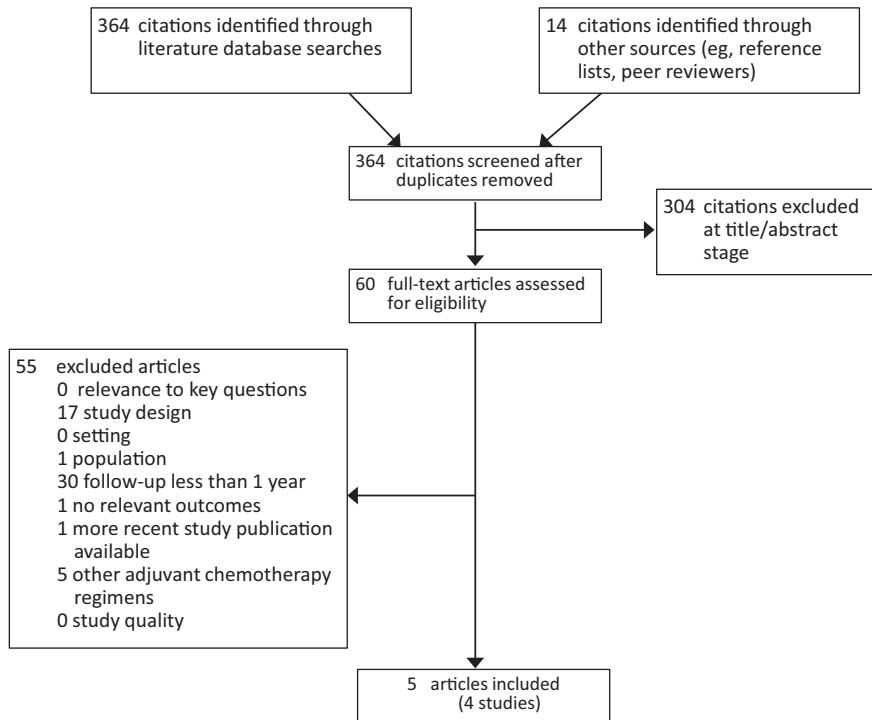 364 citations identified through
literature database searches
14 citations identified through
other sources (eg, reference
lists, peer reviewers)
364 citations screened after
duplicates removed
304 citations excluded
at title/abstract
stage
60 full-text articles assessed
for eligibility
55 excluded articles
0 relevance to key questions
17 study design
0 setting
1 population
30 follow-up less than 1 year
1 no relevant outcomes
1 more recent study publication
available
5 other adjuvant chemotherapy
regimens
0 study quality
5 articles included
(4 studies)